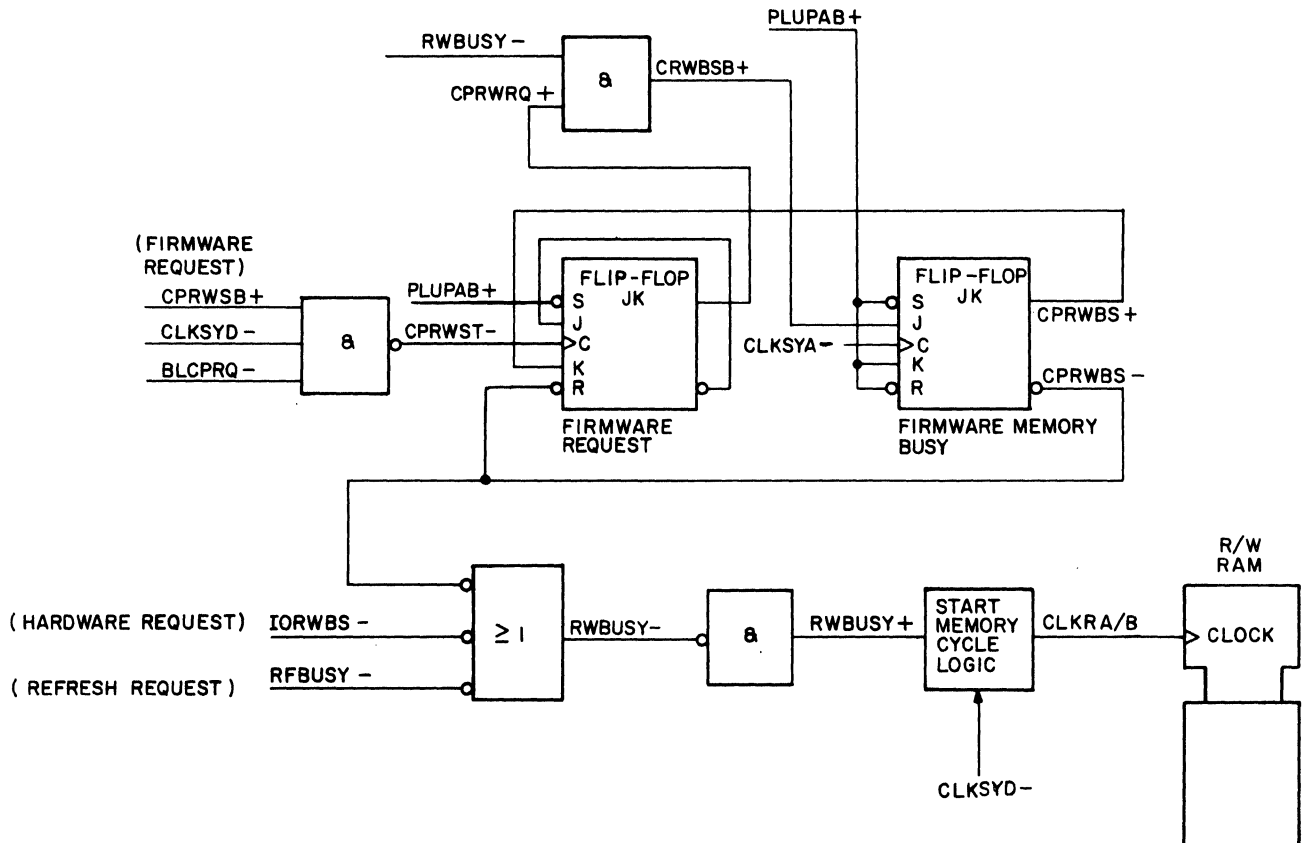 PLUPAB+
RWBUSY-
&
CRWBSB+
CPRWRQ+
(FIRMWARE
REQUEST)
CPRWSB+
CLKSYD-
BLCPRQ-
&
CPRWST-
PLUPAB+
FLIP-FLOP
JK
S
J
C
K
R
FIRMWARE
REQUEST
CLKSYA-
FLIP-FLOP
JK
S
J
C
K
R
CPRWBS+
CPRWBS-
FIRMWARE MEMORY
BUSY
(HARDWARE REQUEST)
IORWBS-
(REFRESH REQUEST)
RFBUSY-
≥1
RWBUSY-
&
RWBUSY+
START
MEMORY
CYCLE
LOGIC
CLKSYD-
CLKRA/B
R/W
RAM
CLOCK